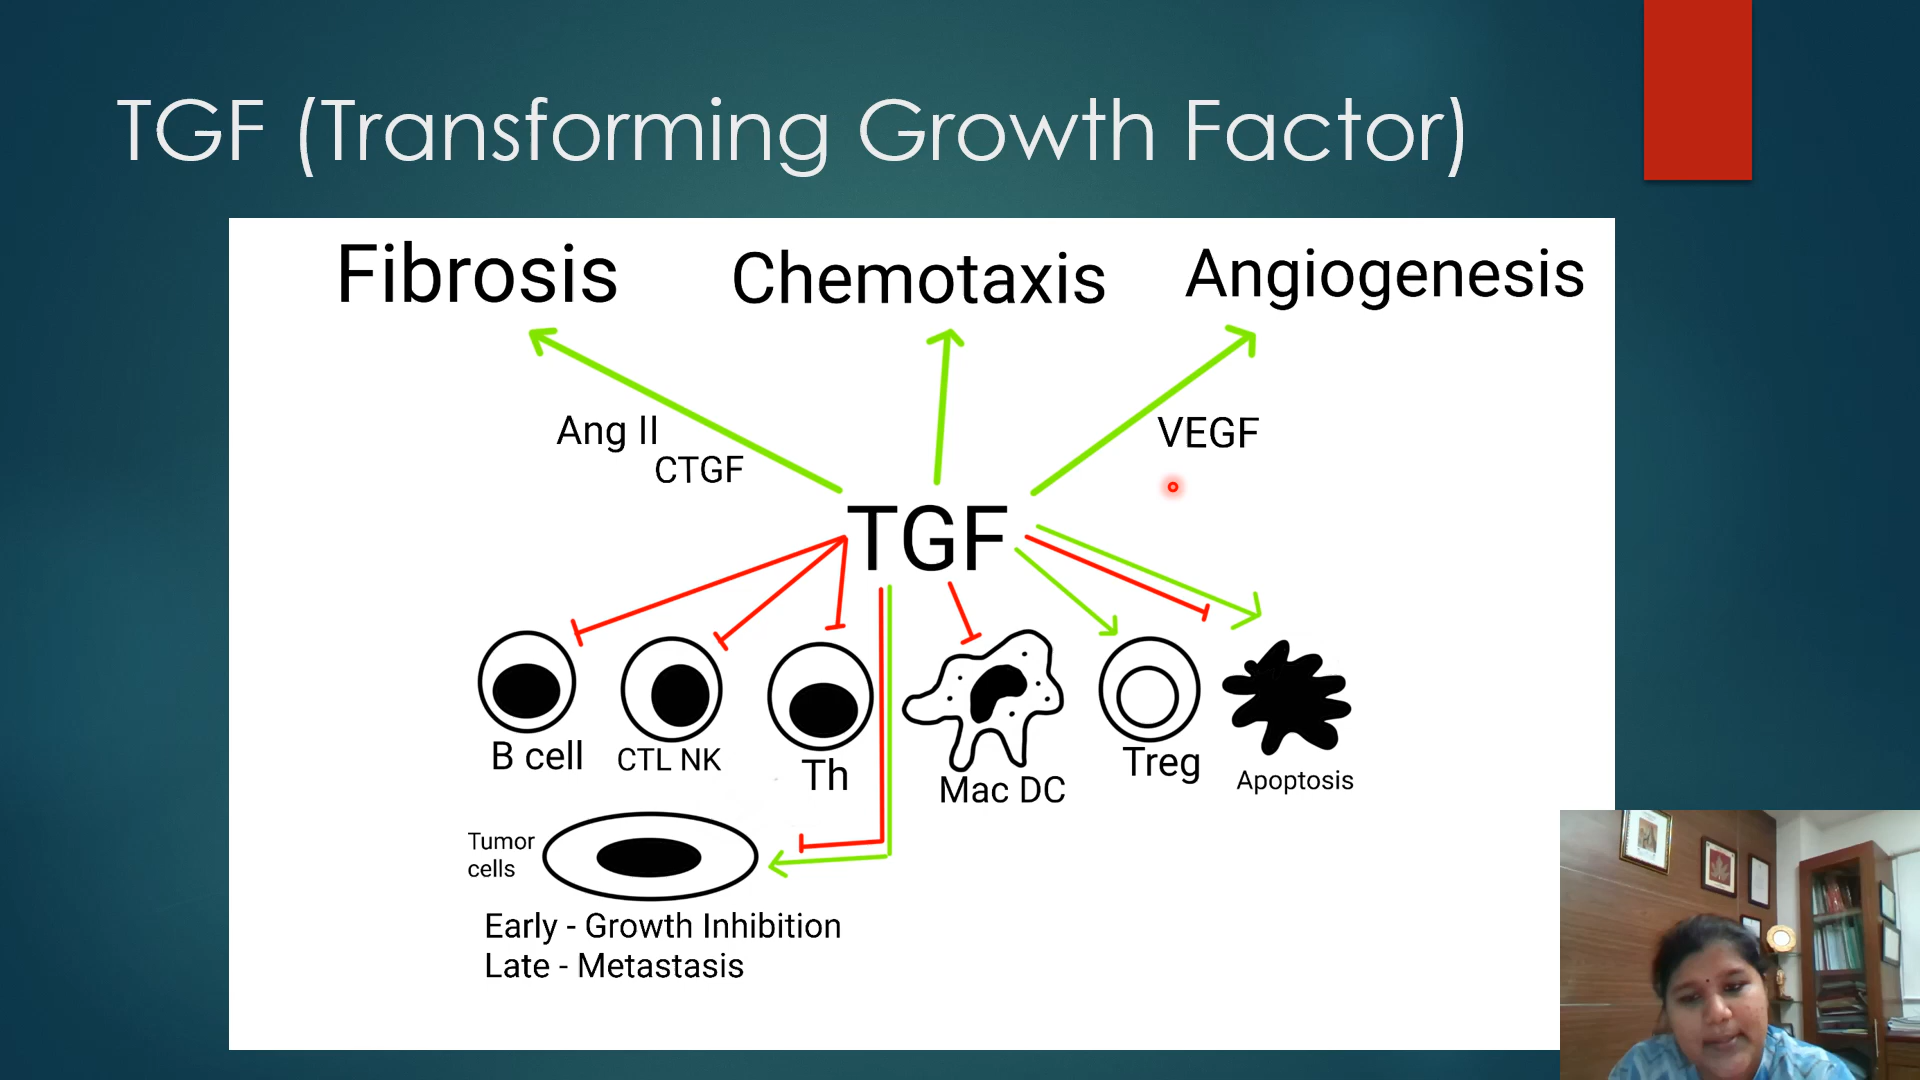 TGF (Transforming Growth Factor)
Fibrosis
Chemotaxis
Angiogenesis
Ang II
CTGF
VEGF
TGF
B cell
CTL NK
Th
Mac DC
Treg
Apoptosis
Tumor
cells
Early - Growth Inhibition
Late - Metastasis